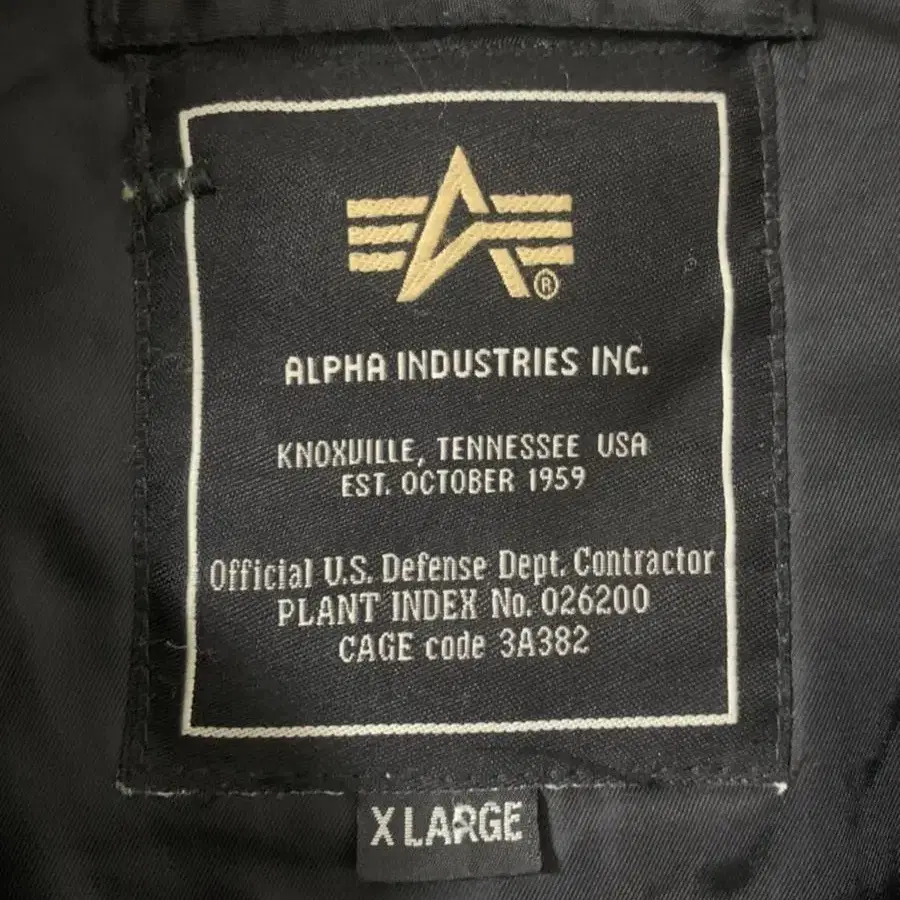 ®
ALPHA INDUSTRIES INC.
KNOXVILLE, TENNESSEE USA
EST. OCTOBER 1959
Official U.S. Defense Dept. Contractor
PLANT INDEX No. 026200
CAGE code 3A382
X LARGE